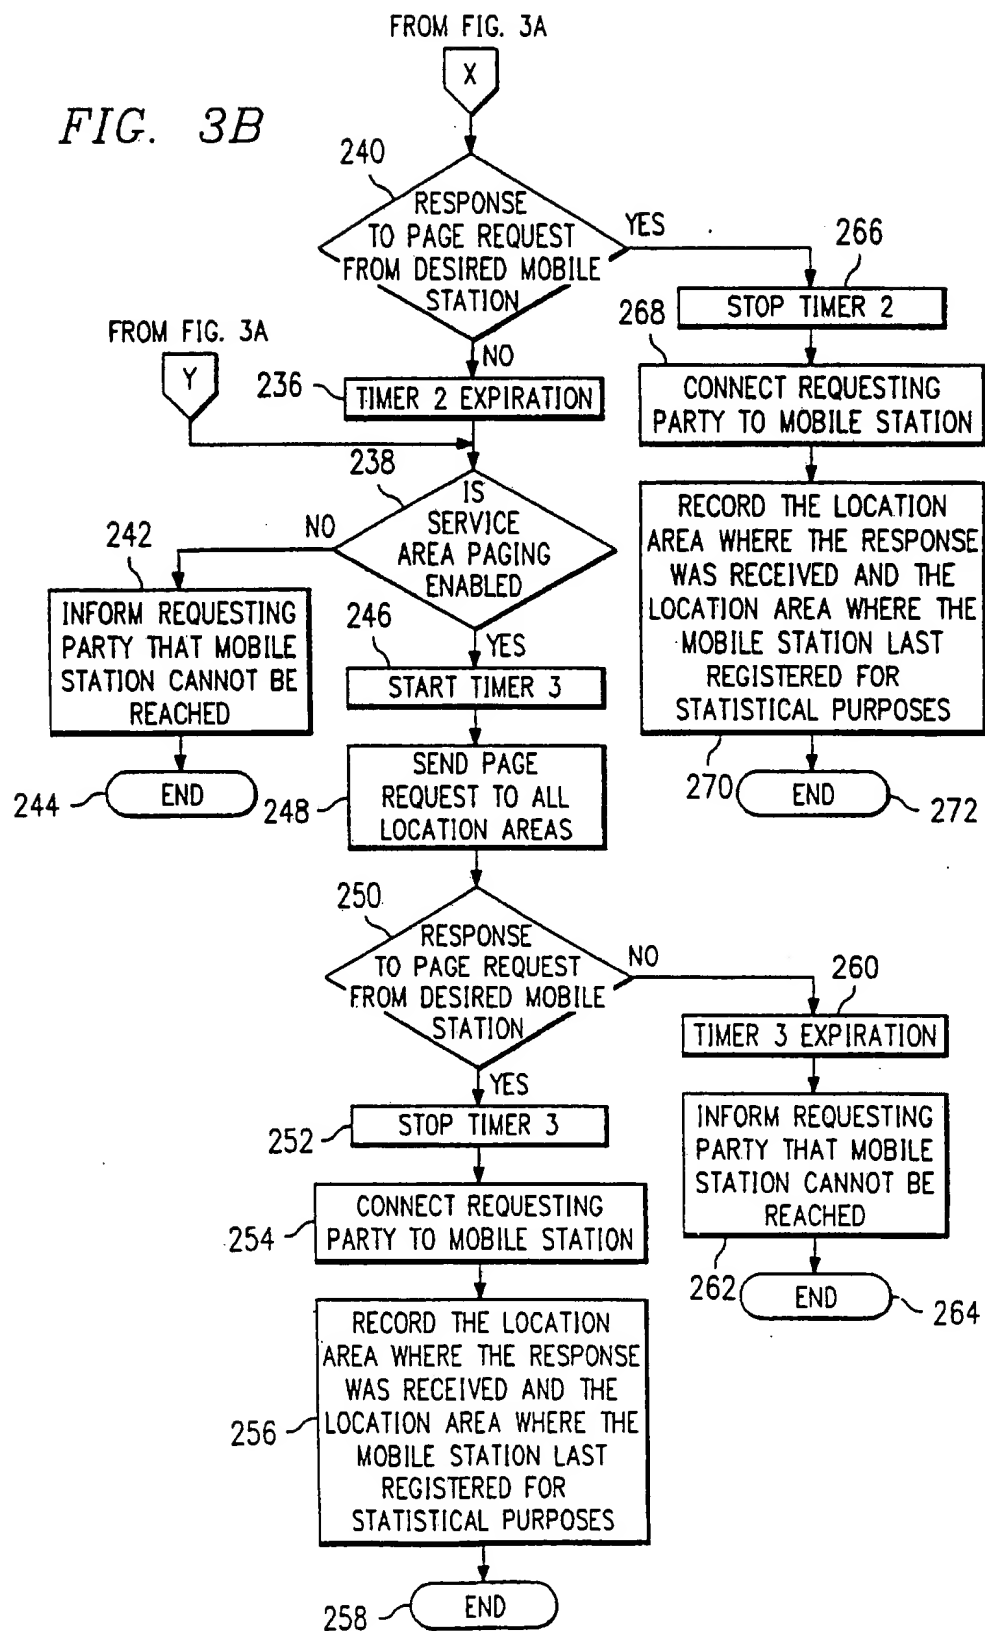 FROM FIG. 3A
X
FIG. 3B
240
RESPONSE
TO PAGE REQUEST
FROM DESIRED MOBILE
STATION
YES
266
STOP TIMER 2
268
CONNECT REQUESTING
PARTY TO MOBILE STATION
RECORD THE LOCATION
AREA WHERE THE RESPONSE
WAS RECEIVED AND THE
LOCATION AREA WHERE THE
MOBILE STATION LAST
REGISTERED FOR
STATISTICAL PURPOSES
270
END
272
NO
FROM FIG. 3A
Y
236
TIMER 2 EXPIRATION
238
IS
SERVICE
AREA PAGING
ENABLED
NO
242
INFORM REQUESTING
PARTY THAT MOBILE
STATION CANNOT BE
REACHED
244
END
YES
246
START TIMER 3
248
SEND PAGE
REQUEST TO ALL
LOCATION AREAS
250
RESPONSE
TO PAGE REQUEST
FROM DESIRED MOBILE
STATION
NO
260
TIMER 3 EXPIRATION
INFORM REQUESTING
PARTY THAT MOBILE
STATION CANNOT BE
REACHED
262
END
264
YES
252
STOP TIMER 3
254
CONNECT REQUESTING
PARTY TO MOBILE STATION
256
RECORD THE LOCATION
AREA WHERE THE RESPONSE
WAS RECEIVED AND THE
LOCATION AREA WHERE THE
MOBILE STATION LAST
REGISTERED FOR
STATISTICAL PURPOSES
258
END